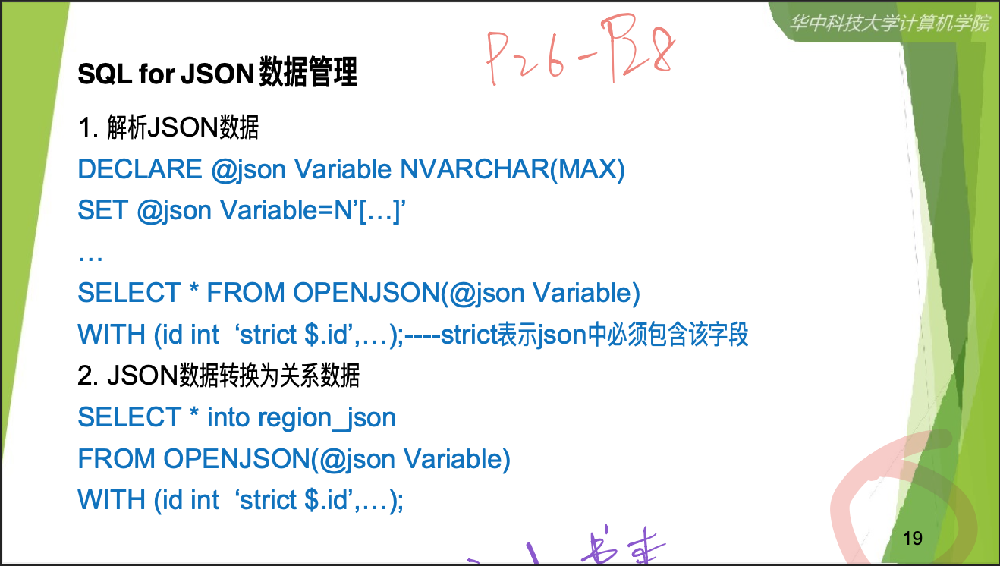 华中科技大学计算机学院
P26-P28
SQL for JSON 数据管理
1. 解析JSON数据
DECLARE @json Variable NVARCHAR(MAX)
SET @json Variable=N’[…]’
…
SELECT * FROM OPENJSON(@json Variable)
WITH (id int ‘strict $.id’,…);----strict表示json中必须包含该字段
2. JSON数据转换为关系数据
SELECT * into region_json
FROM OPENJSON(@json Variable)
WITH (id int ‘strict $.id’,…);
19